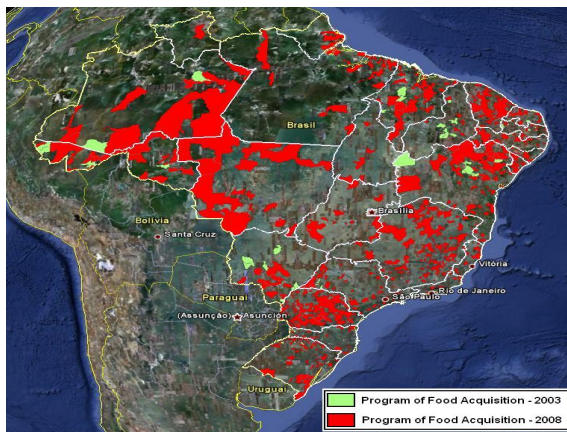 Brasil
Brasília
Bolívia
Santa Cruz
Vitória
Rio de Janeiro
São Paulo
Paraguai
(Assunção) Asunción
Uruguai
Program of Food Acquisition - 2003
Program of Food Acquisition - 2008